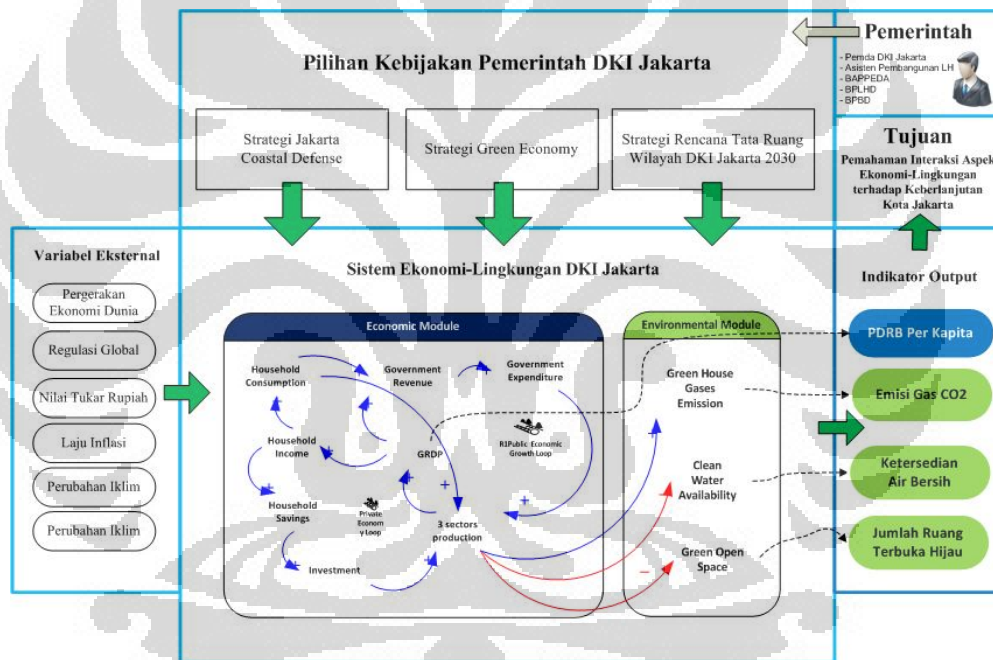 Pilihan Kebijakan Pemerintah DKI Jakarta
Strategi Jakarta
Coastal Defense
Strategi Green Economy
Strategi Rencana Tata Ruang
Wilayah DKI Jakarta 2030
Pemerintah
- Pemda DKI Jakarta
- Asisten Pembangunan LH
- BAPPEDA
- BPLHD
- BPBD
Tujuan
Pemahaman Interaksi Aspek
Ekonomi-Lingkungan
terhadap Keberlanjutan
Kota Jakarta
Variabel Eksternal
Pergerakan
Ekonomi Dunia
Regulasi Global
Nilai Tukar Rupiah
Laju Inflasi
Perubahan Iklim
Perubahan Iklim
Sistem Ekonomi-Lingkungan DKI Jakarta
Economic Module
Household
Consumption
Government
Revenue
Government
Expenditure
Household
Income
GRDP
R1Public Economic
Growth Loop
Household
Savings
Private
Econom
y Loop
3 sectors
production
Investment
Environmental Module
Green House
Gases
Emission
Clean
Water
Availability
Green Open
Space
Indikator Output
PDRB Per Kapita
Emisi Gas CO2
Ketersedian
Air Bersih
Jumlah Ruang
Terbuka Hijau